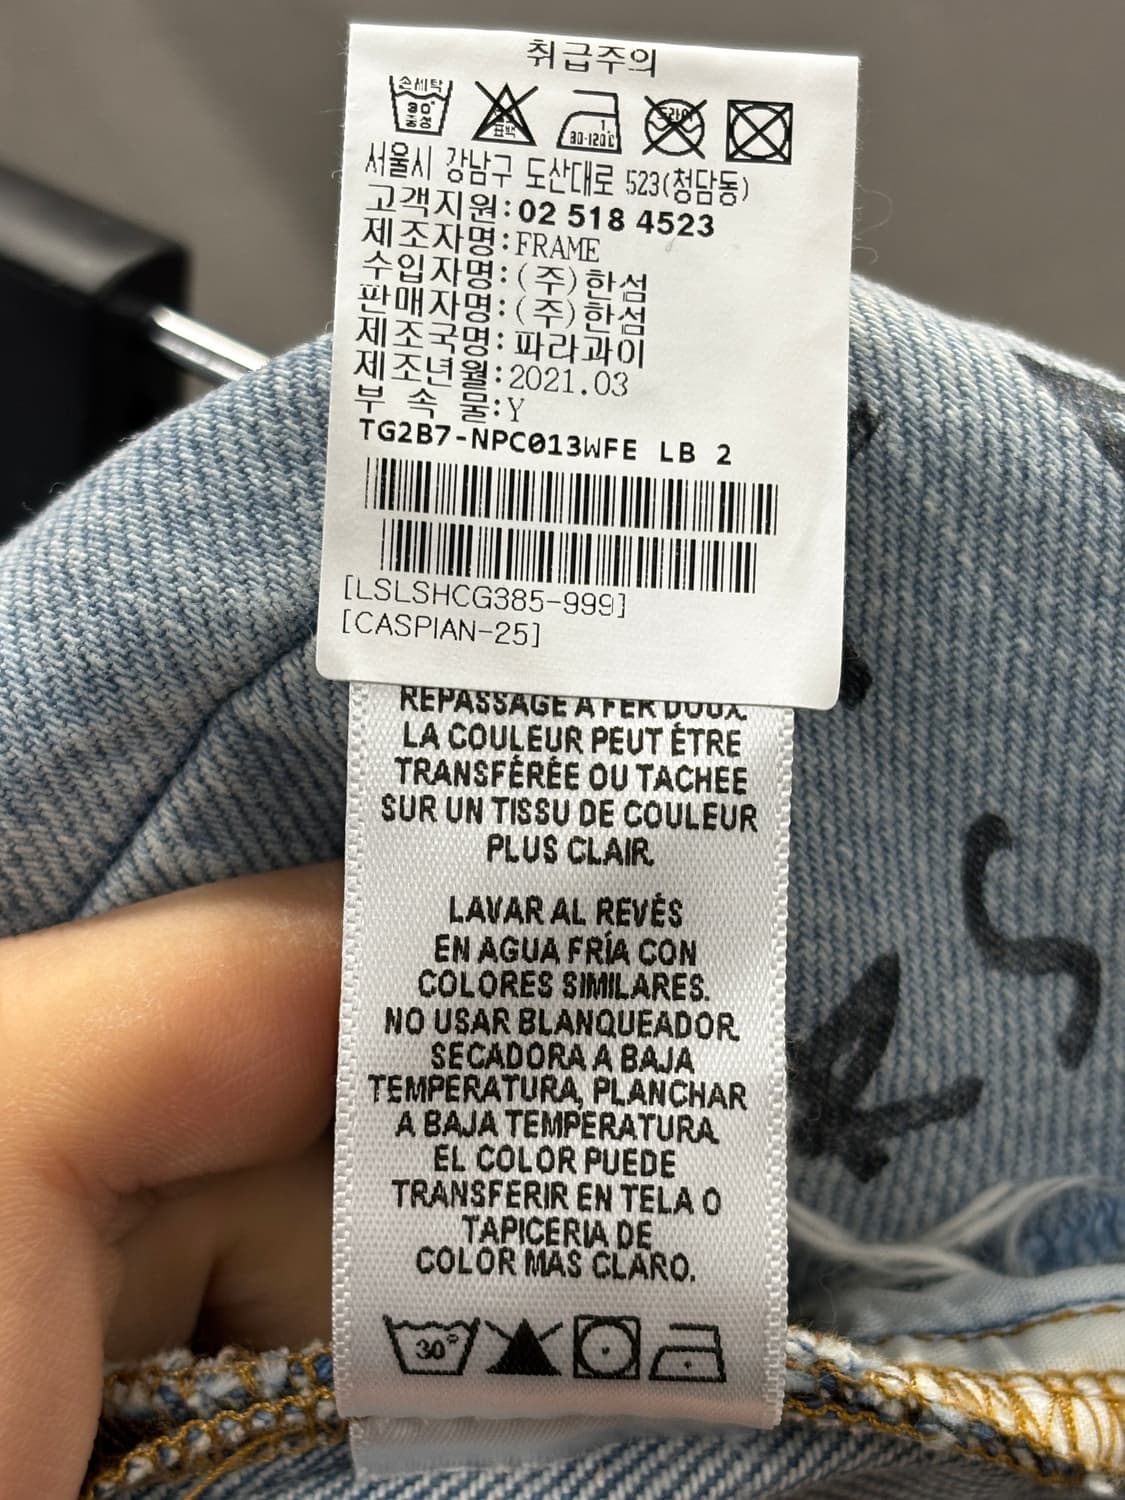 취급주의
손세탁
30°
중성
표백
1
80-120℃
드라이
서울시 강남구 도산대로 523(청담동)
고객지원:02 518 4523
제조자명:FRAME
수입자명:(주)한섬
판매자명:(주)한섬
제조국명:파라과이
제조년월:2021.03
부 속 물:Y
TG2B7-NPC013WFE LB 2
[LSLSHCG385-999]
[CASPIAN-25]
REPASSAGE A FER DOUX.
LA COULEUR PEUT ÊTRE
TRANSFÉRÉE OU TACHEE
SUR UN TISSU DE COULEUR
PLUS CLAIR.
LAVAR AL REVÉS
EN AGUA FRÍA CON
COLORES SIMILARES.
NO USAR BLANQUEADOR.
SECADORA A BAJA
TEMPERATURA, PLANCHAR
A BAJA TEMPERATURA.
EL COLOR PUEDE
TRANSFERIR EN TELA O
TAPICERIA DE
COLOR MAS CLARO.
30°